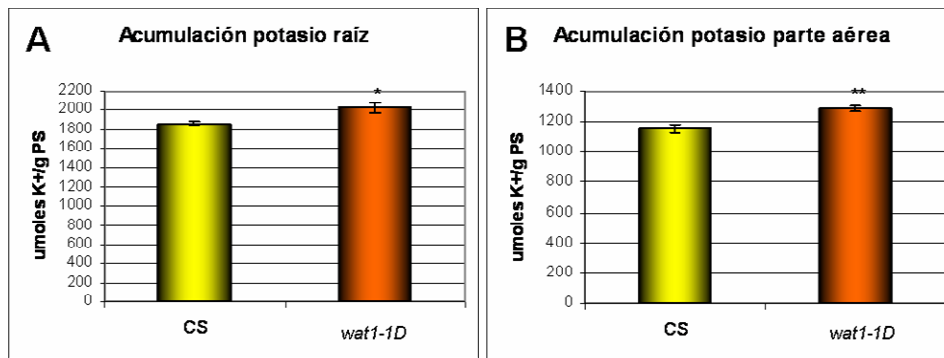 A
Acumulación potasio raíz
umoles K+/g PS
2200
2000
1800
1600
1400
1200
1000
800
600
400
200
0
*
CS
wat1-1D
B
Acumulación potasio parte aérea
umoles K+/g PS
1400
1200
1000
800
600
400
200
0
**
CS
wat1-1D